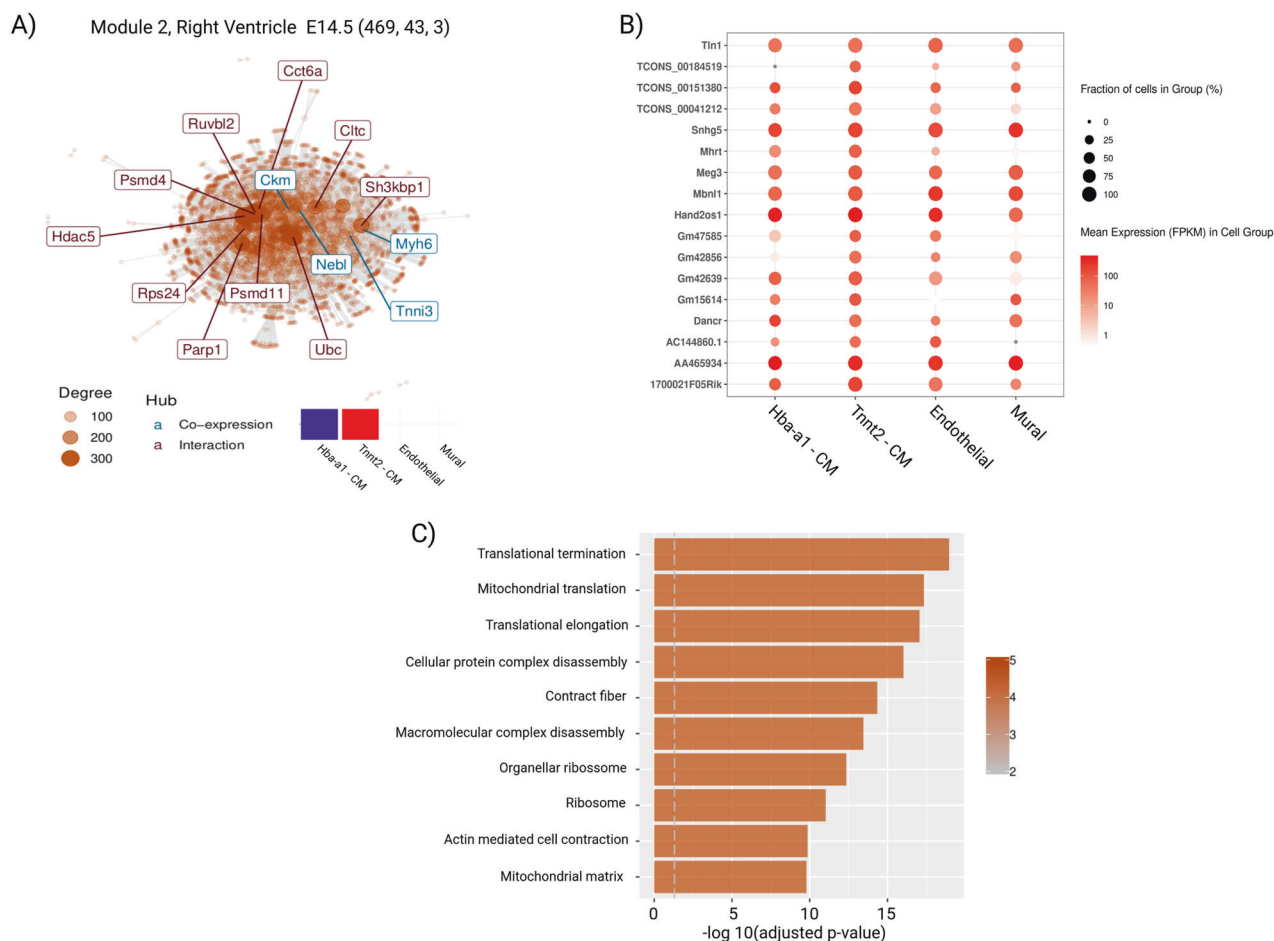 A)
Module 2, Right Ventricle E14.5 (469, 43, 3)
Cct6a
Ruvbl2
Cltc
Psmd4
Ckm
Sh3kbp1
Hdac5
Myh6
Nebl
Rps24
Psmd11
Tnni3
Parp1
Ubc
Degree
100
200
300
Hub
a Co-expression
a Interaction
Hba-a1 - CM
Tnnt2 - CM
Endothelial
Mural
B)
Tln1
TCONS_00184519
TCONS_00151380
TCONS_00041212
Snhg5
Mhrt
Meg3
Mbnl1
Hand2os1
Gm47585
Gm42856
Gm42639
Gm15614
Dancr
AC144860.1
AA465934
1700021F05Rik
Hba-a1 - CM
Tnnt2 - CM
Endothelial
Mural
Fraction of cells in Group (%)
0
25
50
75
100
Mean Expression (FPKM) in Cell Group
100
10
1
C)
Translational termination
Mitochondrial translation
Translational elongation
Cellular protein complex disassembly
Contract fiber
Macromolecular complex disassembly
Organellar ribossome
Ribosome
Actin mediated cell contraction
Mitochondrial matrix
0 5 10 15
-log 10(adjusted p-value)
5
4
3
2